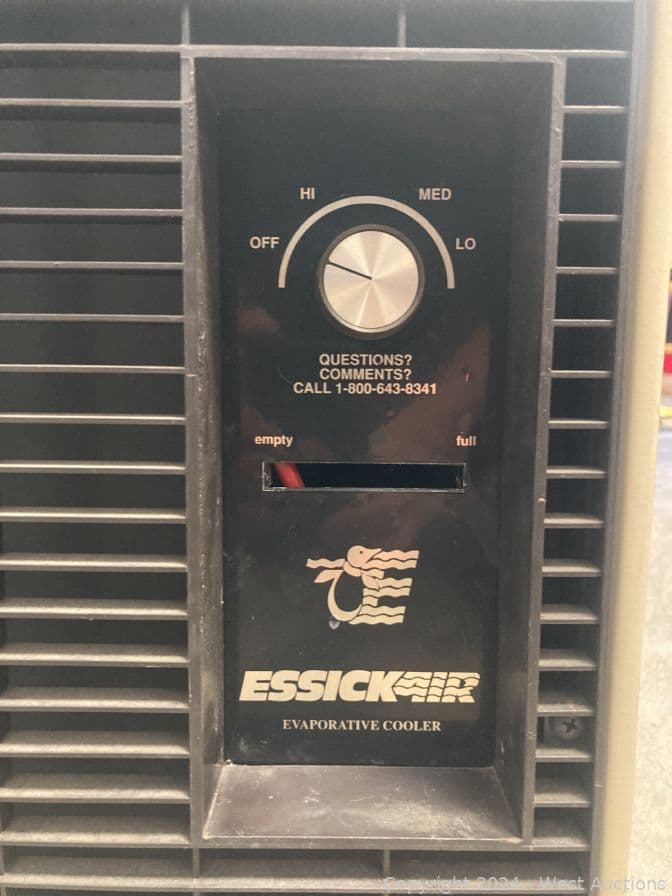 HI MED
OFF LO
QUESTIONS?
COMMENTS?
CALL 1-800-643-8341
empty full
E
ESSICKAIR
EVAPORATIVE COOLER
Copyright 2024 - West Auctions